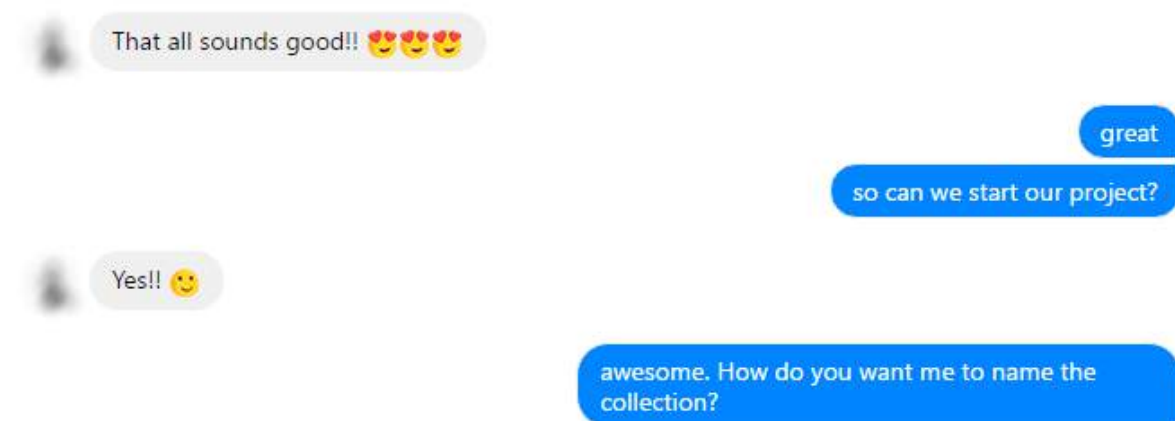 That all sounds good!! 😍😍😍
great
so can we start our project?
Yes!! 🙂
awesome. How do you want me to name the
collection?